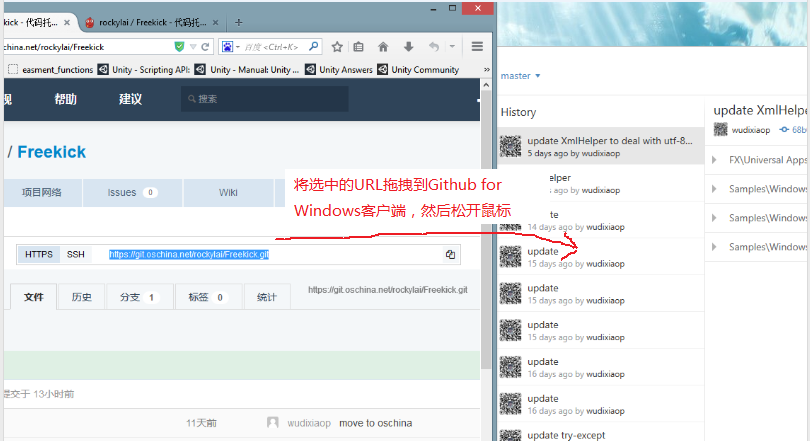 kick - 代码托...
rockylai / Freekick - 代码托...
china.net/rockylai/Freekick
百度 <Ctrl+K>
easment_functions
Unity - Scripting API:
Unity - Manual: Unity ...
Unity Answers
Unity Community
»
帮助
建议
搜索
/ Freekick
项目网络
Issues 0
Wiki
HTTPS
SSH
https://git.oschina.net/rockylai/Freekick.git
文件
历史
分支 1
标签 0
统计
https://git.oschina.net/rockylai/Freekick.git
提交于 13小时前
11天前
wudixiaop
move to oschina
将选中的URL拖拽到Github for
Windows客户端，然后松开鼠标
master
History
update XmlHelper to deal with utf-8...
5 days ago by wudixiaop
helper
ago by wudixiaop
te
14 days ago by wudixiaop
update
15 days ago by wudixiaop
update
15 days ago by wudixiaop
update
15 days ago by wudixiaop
update
16 days ago by wudixiaop
update
16 days ago by wudixiaop
update try-except
update XmlHelpe
wudixiaop
68b
FX\Universal Apps
Samples\Windows
Samples\Windows
Samples\Windows